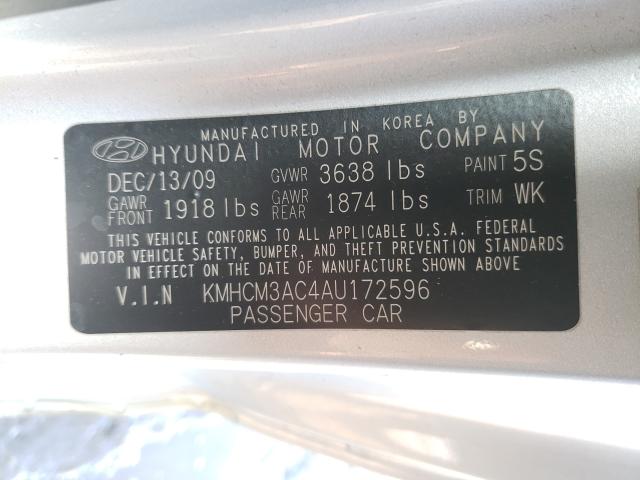 MANUFACTURED IN KOREA BY
HYUNDAI MOTOR COMPANY
DEC/13/09 GVWR 3638 lbs PAINT 5S
GAWR FRONT 1918 lbs GAWR REAR 1874 lbs TRIM WK
THIS VEHICLE CONFORMS TO ALL APPLICABLE U.S.A. FEDERAL
MOTOR VEHICLE SAFETY, BUMPER, AND THEFT PREVENTION STANDARDS
IN EFFECT ON THE DATE OF MANUFACTURE SHOWN ABOVE
V.I.N KMHCM3AC4AU172596
PASSENGER CAR